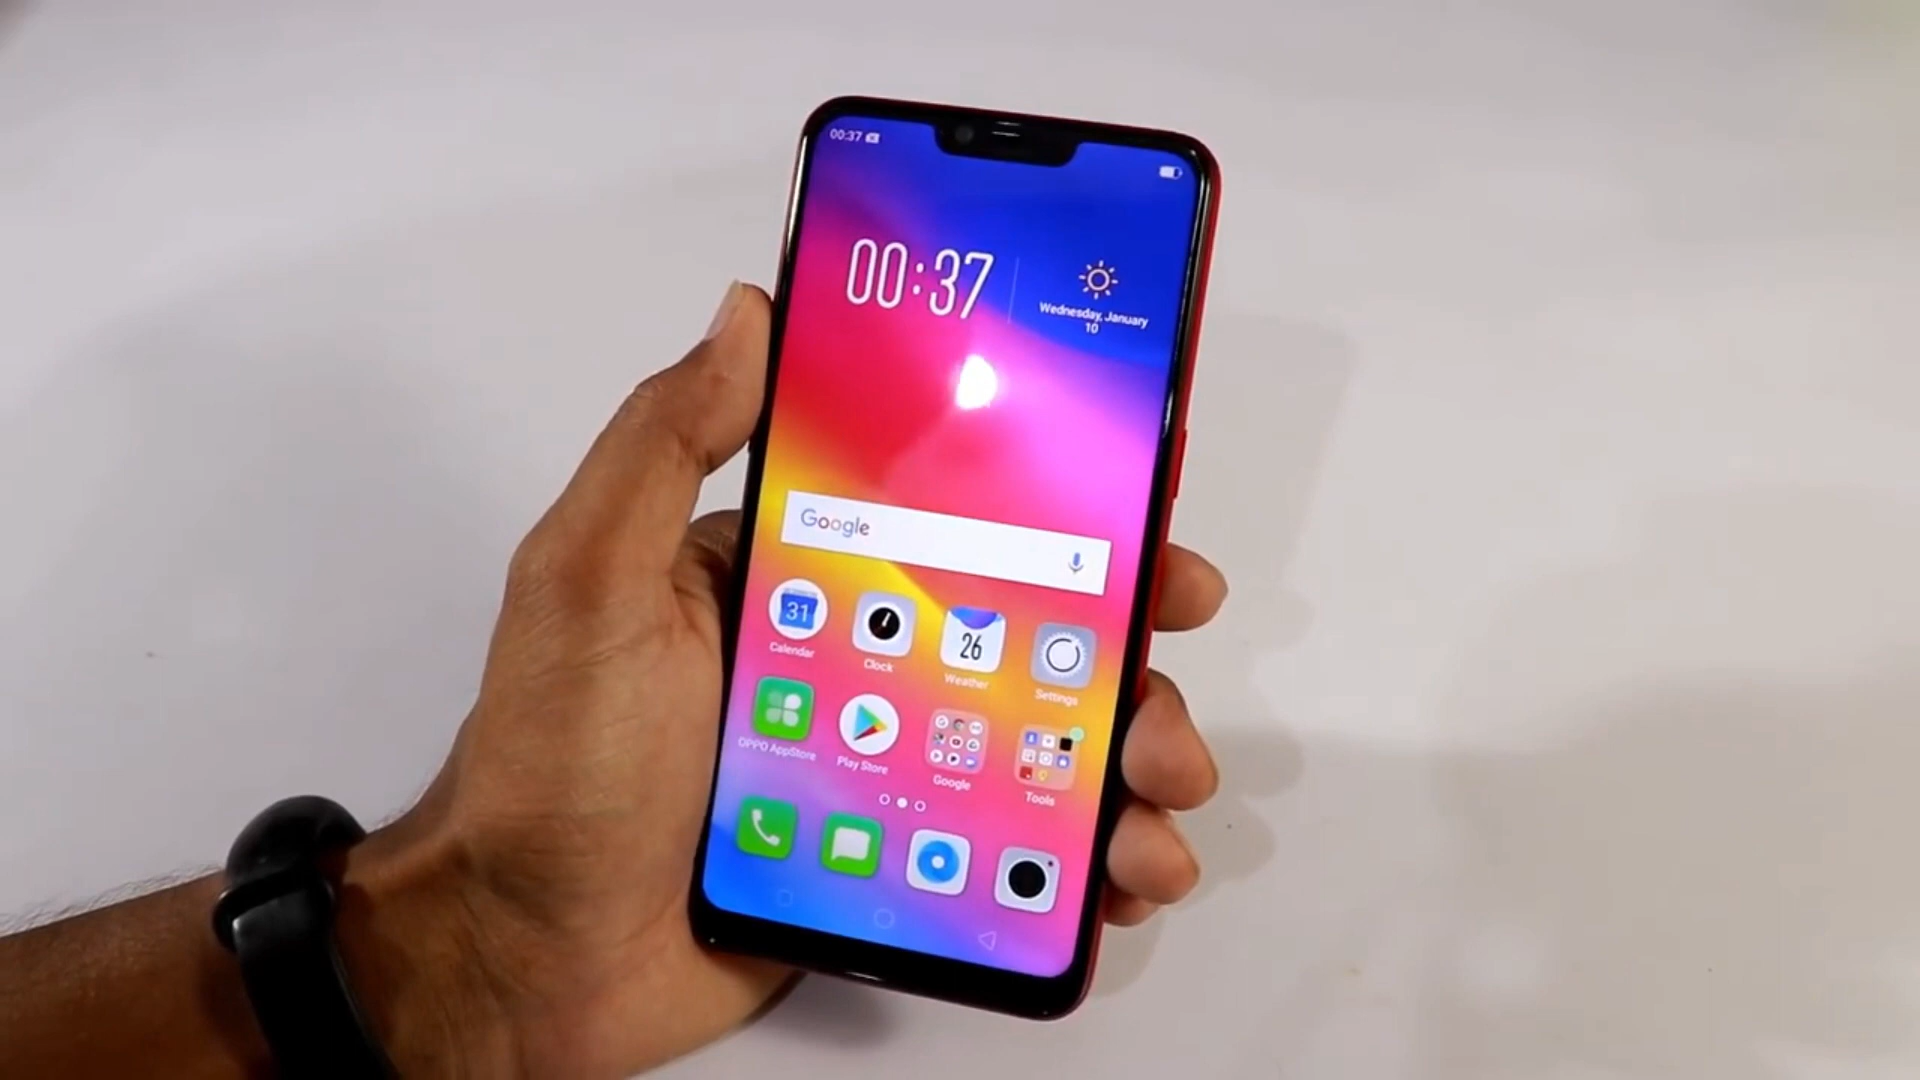 00:37
00:37
Wednesday, January
10
Google
31
26
Calendar
Clock
Weather
Settings
OPPO AppStore
Play Store
Google
Tools